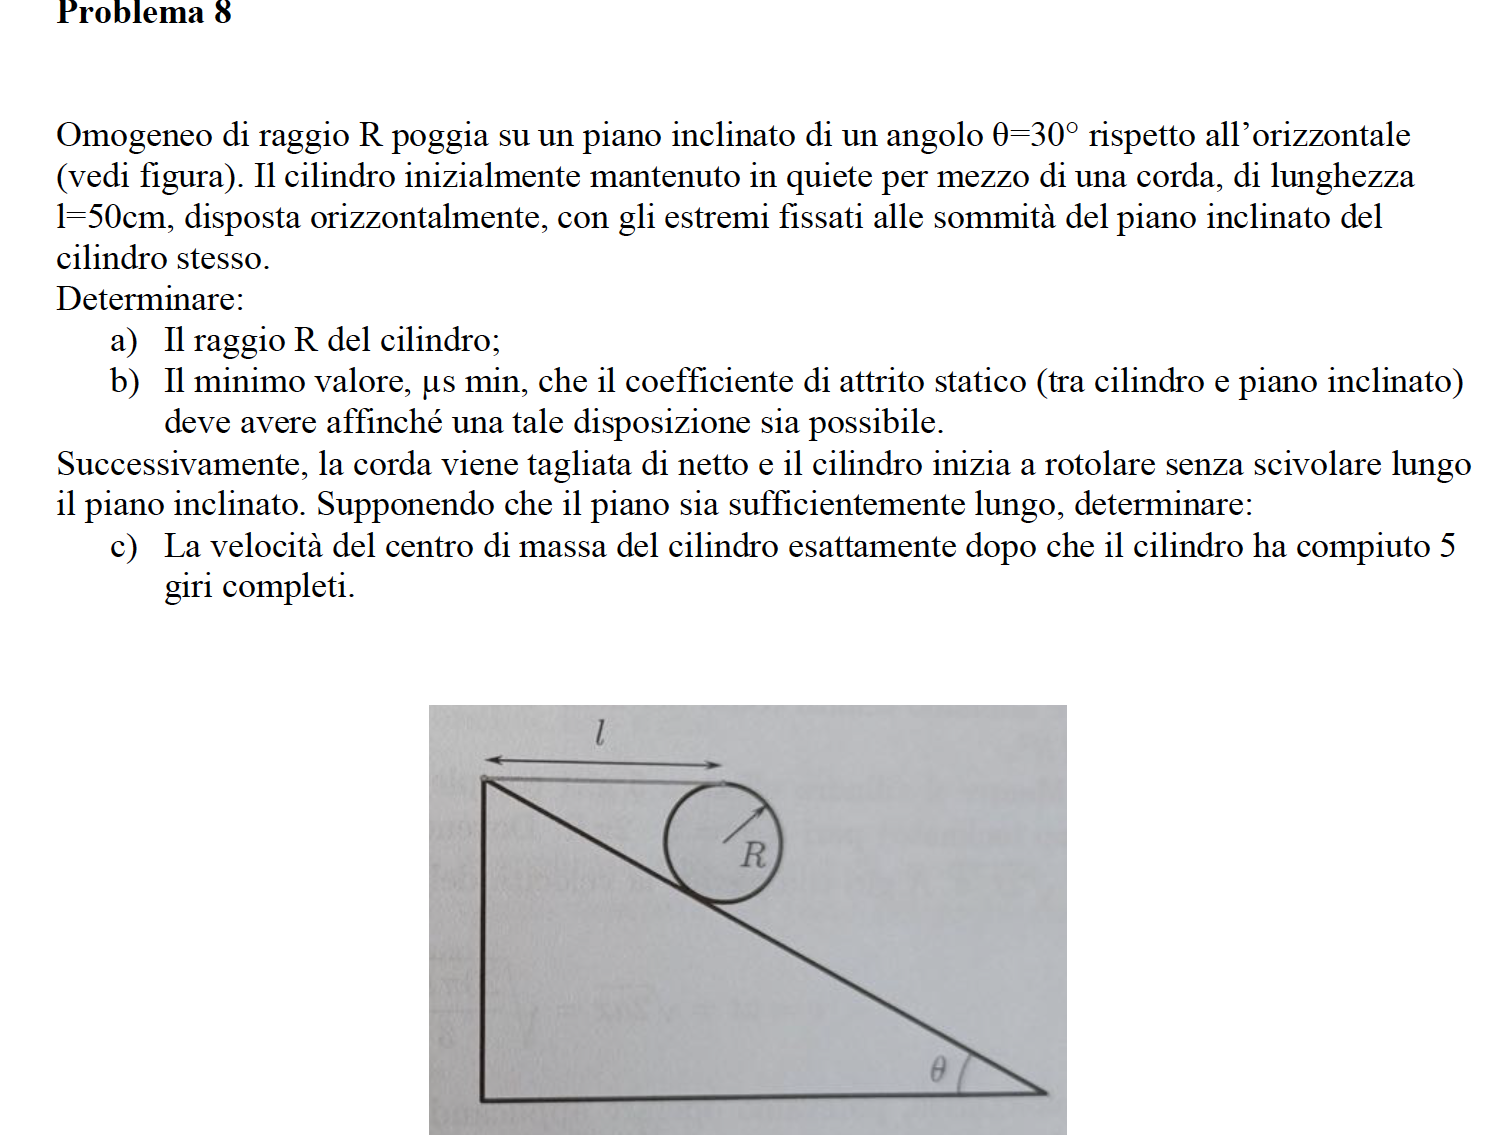 Problema 8
Omogeneo di raggio R poggia su un piano inclinato di un angolo θ=30° rispetto all’orizzontale
(vedi figura). Il cilindro inizialmente mantenuto in quiete per mezzo di una corda, di lunghezza
l=50cm, disposta orizzontalmente, con gli estremi fissati alle sommità del piano inclinato del
cilindro stesso.
Determinare:
a) Il raggio R del cilindro;
b) Il minimo valore, µs min, che il coefficiente di attrito statico (tra cilindro e piano inclinato)
deve avere affinché una tale disposizione sia possibile.
Successivamente, la corda viene tagliata di netto e il cilindro inizia a rotolare senza scivolare lungo
il piano inclinato. Supponendo che il piano sia sufficientemente lungo, determinare:
c) La velocità del centro di massa del cilindro esattamente dopo che il cilindro ha compiuto 5
giri completi.
l
R
θ